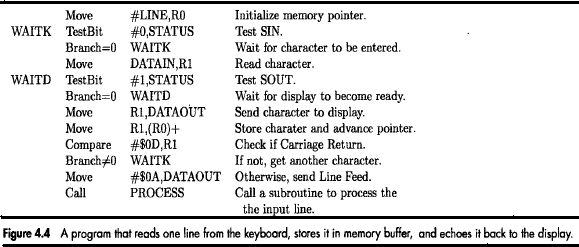 Move #LINE,R0 Initialize memory pointer.
WAITK TestBit #0,STATUS Test SIN.
Branch=0 WAITK Wait for character to be entered.
Move DATAIN,R1 Read character.
WAITD TestBit #1,STATUS Test SOUT.
Branch=0 WAITD Wait for display to become ready.
Move R1,DATAOUT Send character to display.
Move R1,(R0)+ Store charater and advance pointer.
Compare #$0D,R1 Check if Carriage Return.
Branch≠0 WAITK If not, get another character.
Move #$0A,DATAOUT Otherwise, send Line Feed.
Call PROCESS Call a subroutine to process the
the input line.
Figure 4.4 A program that reads one line from the keyboard, stores it in memory buffer, and echoes it back to the display.